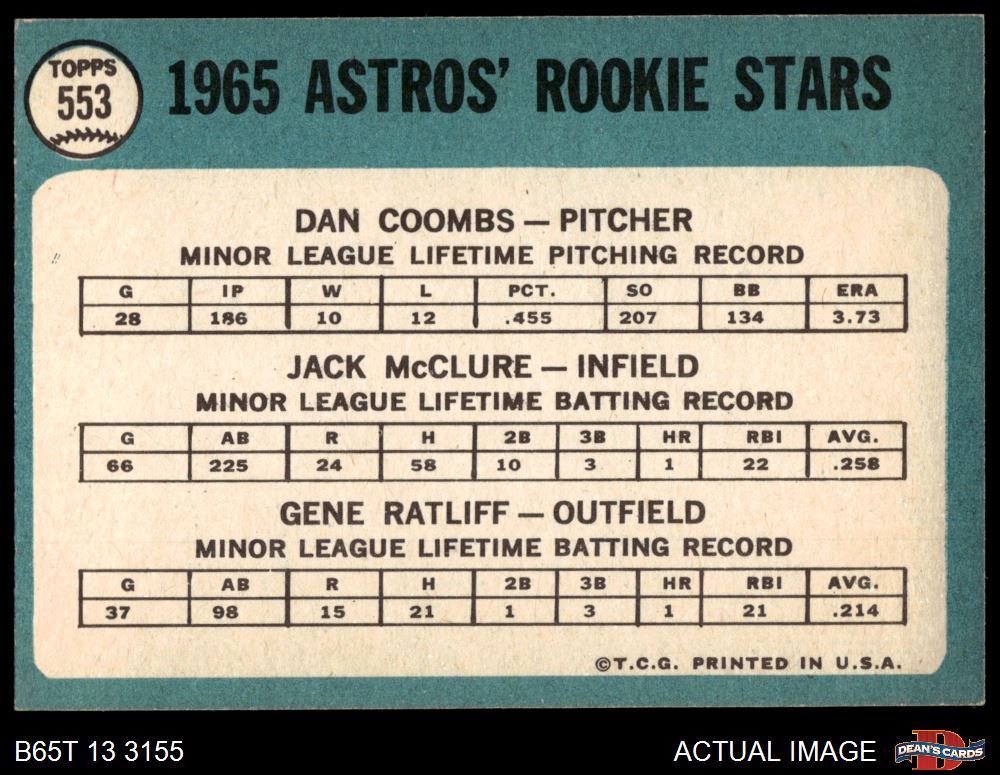 TOPPS
553
1965 ASTROS' ROOKIE STARS
DAN COOMBS — PITCHER
MINOR LEAGUE LIFETIME PITCHING RECORD
G IP W L PCT. SO BB ERA
28 186 10 12 .455 207 134 3.73
JACK McCLURE — INFIELD
MINOR LEAGUE LIFETIME BATTING RECORD
G AB R H 2B 3B HR RBI AVG.
66 225 24 58 10 3 1 22 .258
GENE RATLIFF — OUTFIELD
MINOR LEAGUE LIFETIME BATTING RECORD
G AB R H 2B 3B HR RBI AVG.
37 98 15 21 1 3 1 21 .214
©T.C.G. PRINTED IN U.S.A.
B65T 13 3155
ACTUAL IMAGE
DEAN'S CARDS